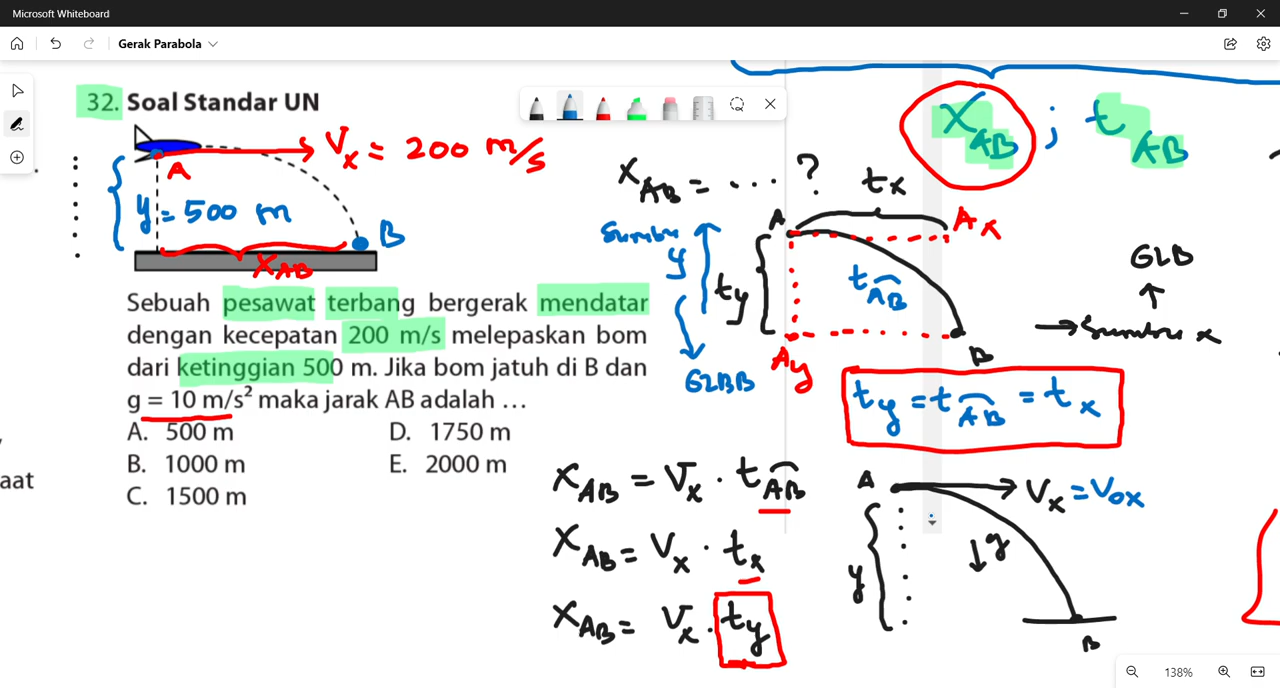 Microsoft Whiteboard
Gerak Parabola
32. Soal Standar UN
Vx = 200 m/s
A
y = 500 m
B
XAB
Sebuah pesawat terbang bergerak mendatar
dengan kecepatan 200 m/s melepaskan bom
dari ketinggian 500 m. Jika bom jatuh di B dan
g = 10 m/s² maka jarak AB adalah ...
A. 500 m
B. 1000 m
C. 1500 m
D. 1750 m
E. 2000 m
aat
XAB ; tAB
XAB = ... ?
tx
A
Ax
Sumbu
y
ty
tAB
GLBB
Ay
B
GLB
Sumbu x
ty = tAB = tx
XAB = Vx · tAB
XAB = Vx · tx
XAB = Vx · ty
A
Vx = Vox
y
g
B
138%